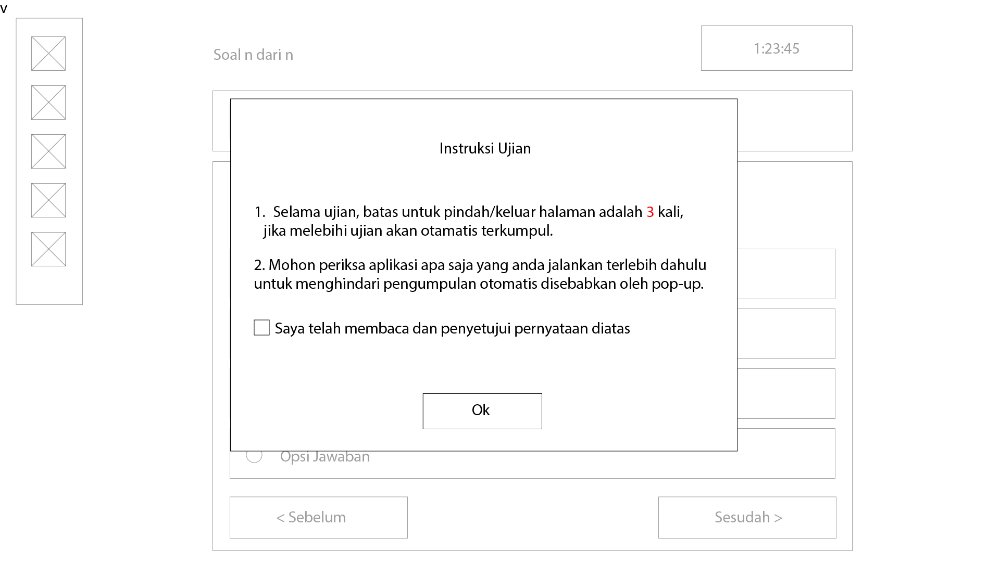 v
Soal n dari n
1:23:45
Instruksi Ujian
1. Selama ujian, batas untuk pindah/keluar halaman adalah 3 kali,
jika melebihi ujian akan otamatis terkumpul.
2. Mohon periksa aplikasi apa saja yang anda jalankan terlebih dahulu
untuk menghindari pengumpulan otomatis disebabkan oleh pop-up.
Saya telah membaca dan penyetujui pernyataan diatas
Ok
Opsi Jawaban
< Sebelum
Sesudah >